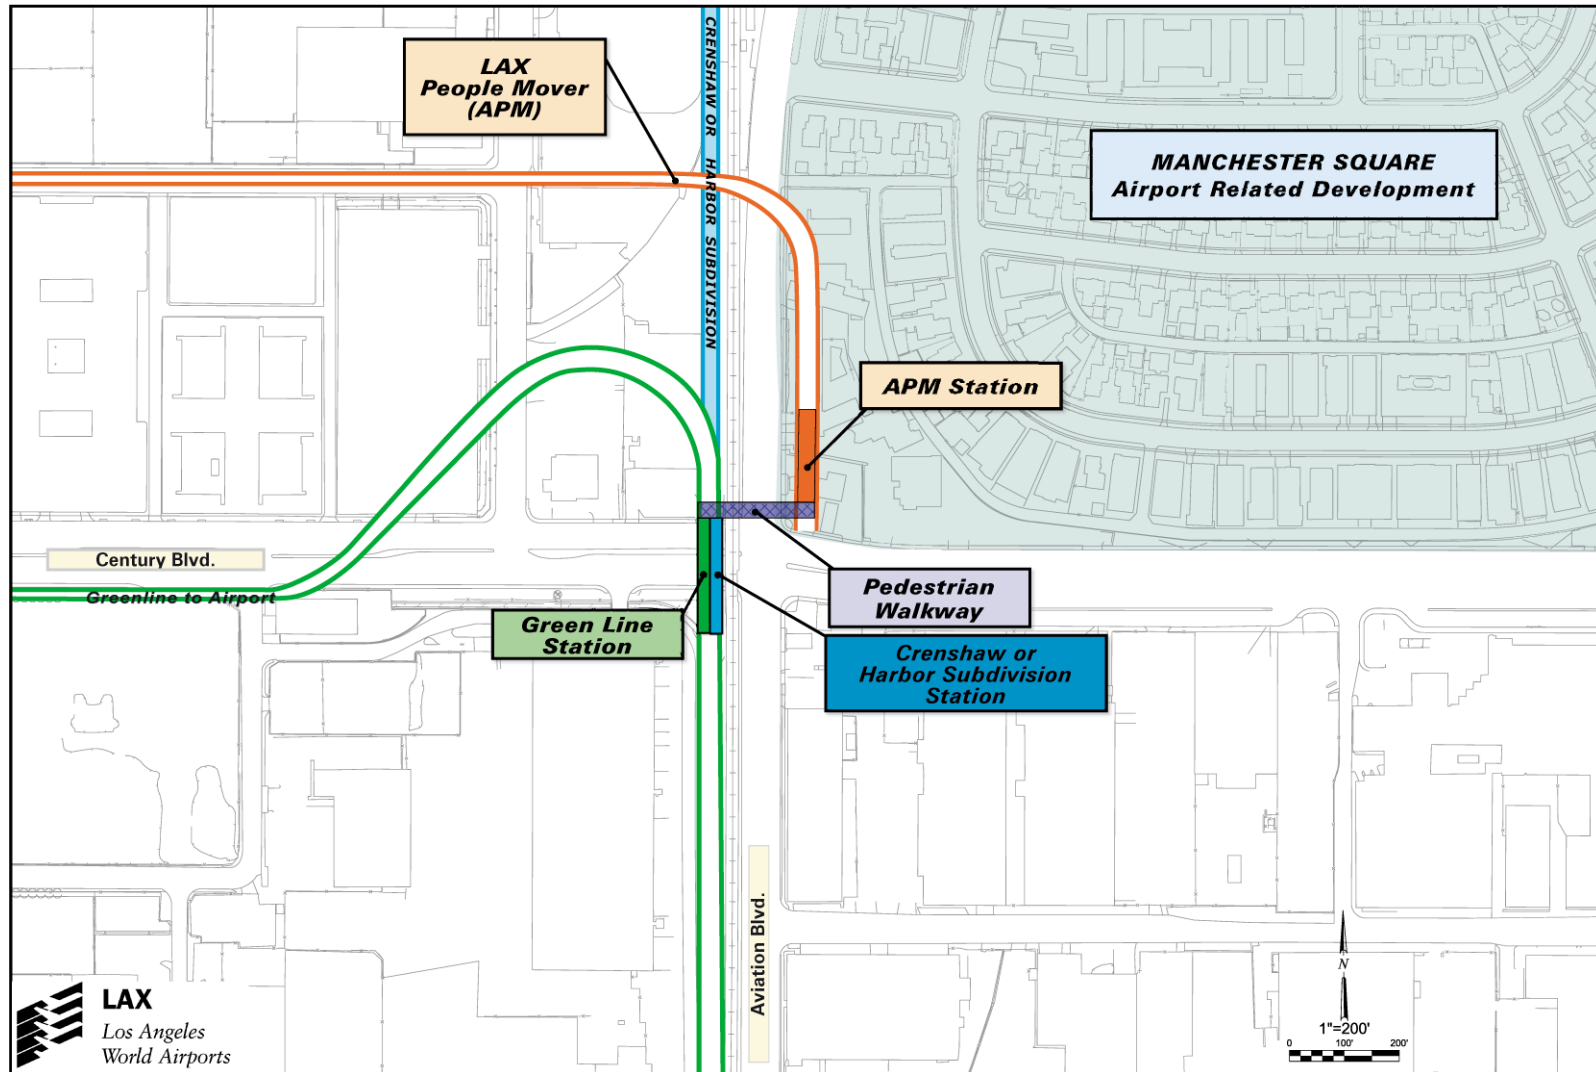 CRENSHAW OR HARBOR SUBDIVISION
LAX
People Mover
(APM)
MANCHESTER SQUARE
Airport Related Development
APM Station
Century Blvd.
Greenline to Airport
Pedestrian
Walkway
Green Line
Station
Crenshaw or
Harbor Subdivision
Station
Aviation Blvd.
N
1"=200'
0 100' 200'
LAX
Los Angeles
World Airports